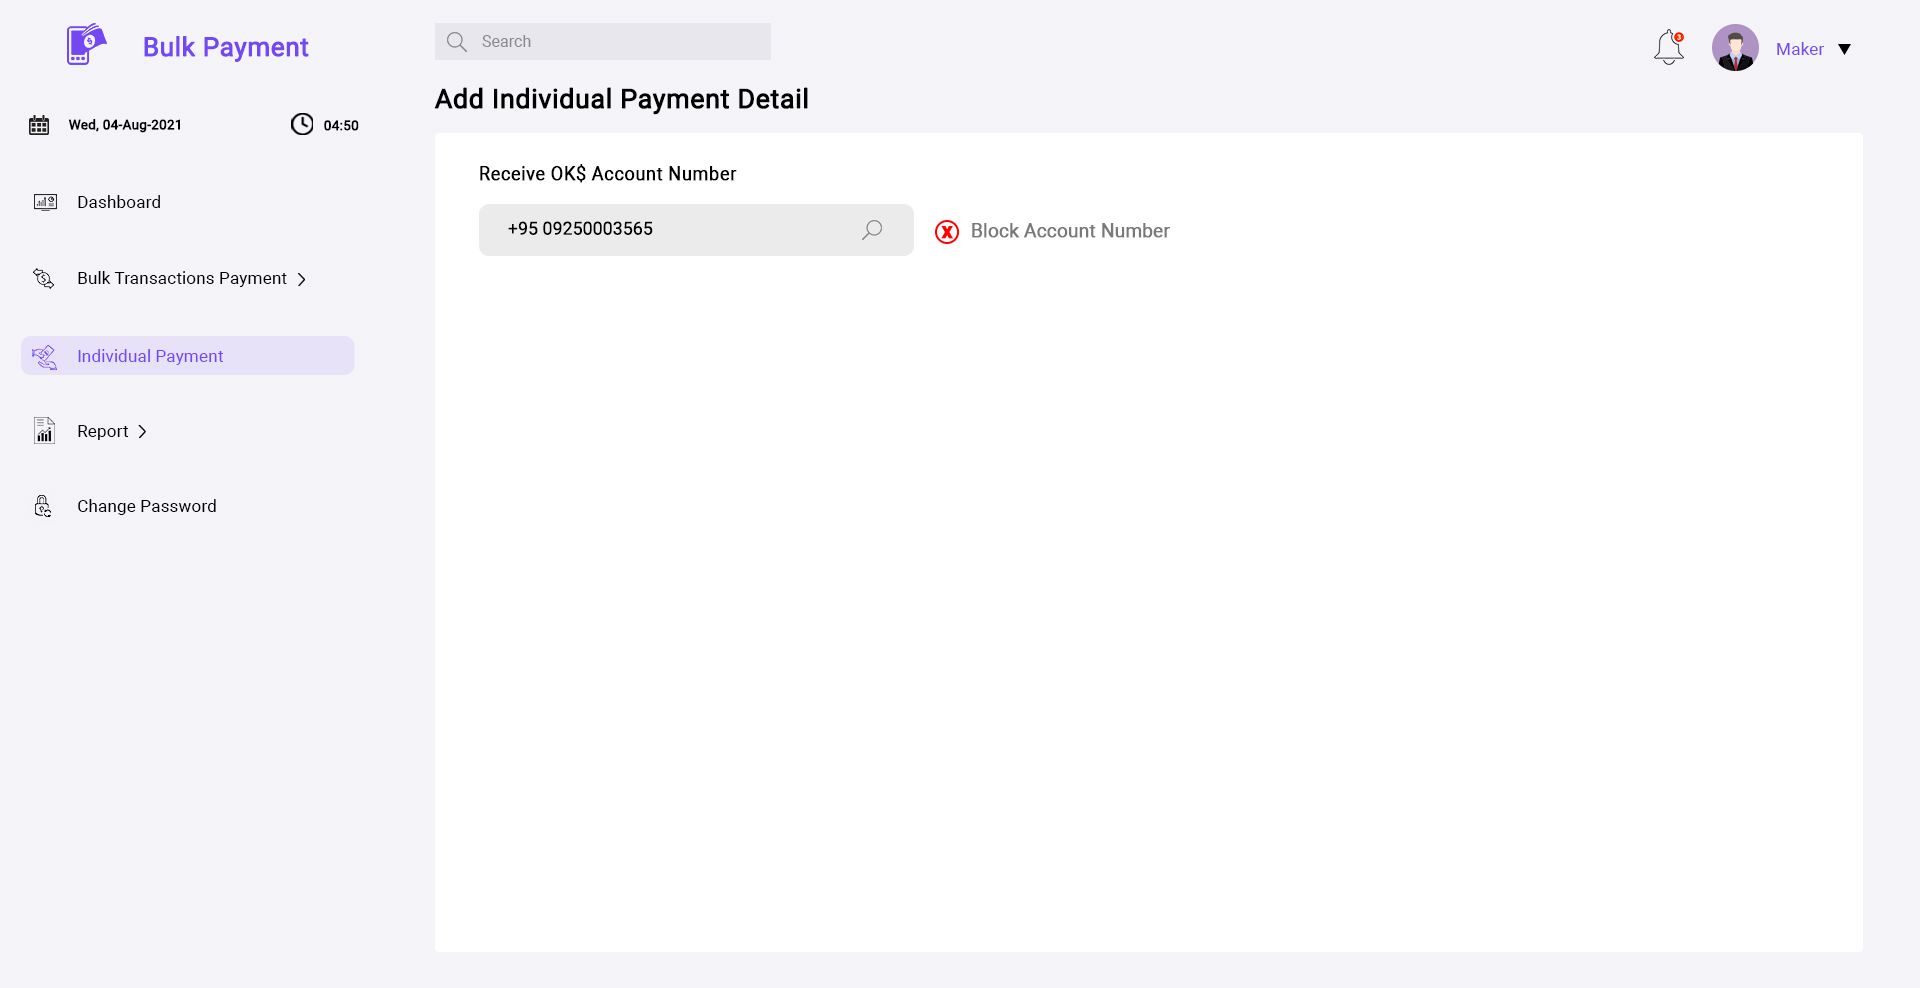 Bulk Payment
Search
3
Maker
Add Individual Payment Detail
Wed, 04-Aug-2021
04:50
Receive OK$ Account Number
+95 09250003565
Block Account Number
Dashboard
Bulk Transactions Payment
Individual Payment
Report
Change Password